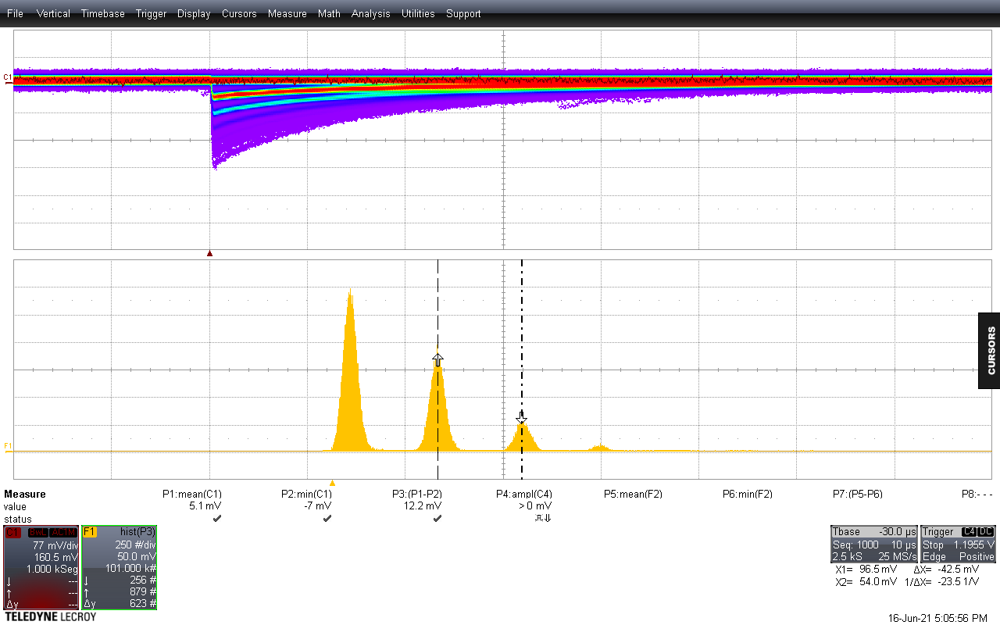 File Vertical Timebase Trigger Display Cursors Measure Math Analysis Utilities Support
C1
CURSORS
F1
Measure P1:mean(C1) P2:min(C1) P3:(P1-P2) P4:ampl(C4) P5:mean(F2) P6:min(F2) P7:(P5-P6) P8:- - -
value 5.1 mV -7 mV 12.2 mV > 0 mV
status
C1 BwL AC1M
77 mV/div
160.5 mV
1.000 kSeg
↓ ---
↑ ---
Δy ---
F1 hist(P3)
250 #/div
50.0 mV
101.000 k#
↓ 256 #
↑ 879 #
Δy 623 #
Tbase -30.0 µs
Seq: 1000 10 µs
2.5 kS 25 MS/s
Trigger C4 DC
Stop 1.1955 V
Edge Positive
X1= 96.5 mV ΔX= -42.5 mV
X2= 54.0 mV 1/ΔX= -23.5 1/V
TELEDYNE LECROY
16-Jun-21 5:05:56 PM